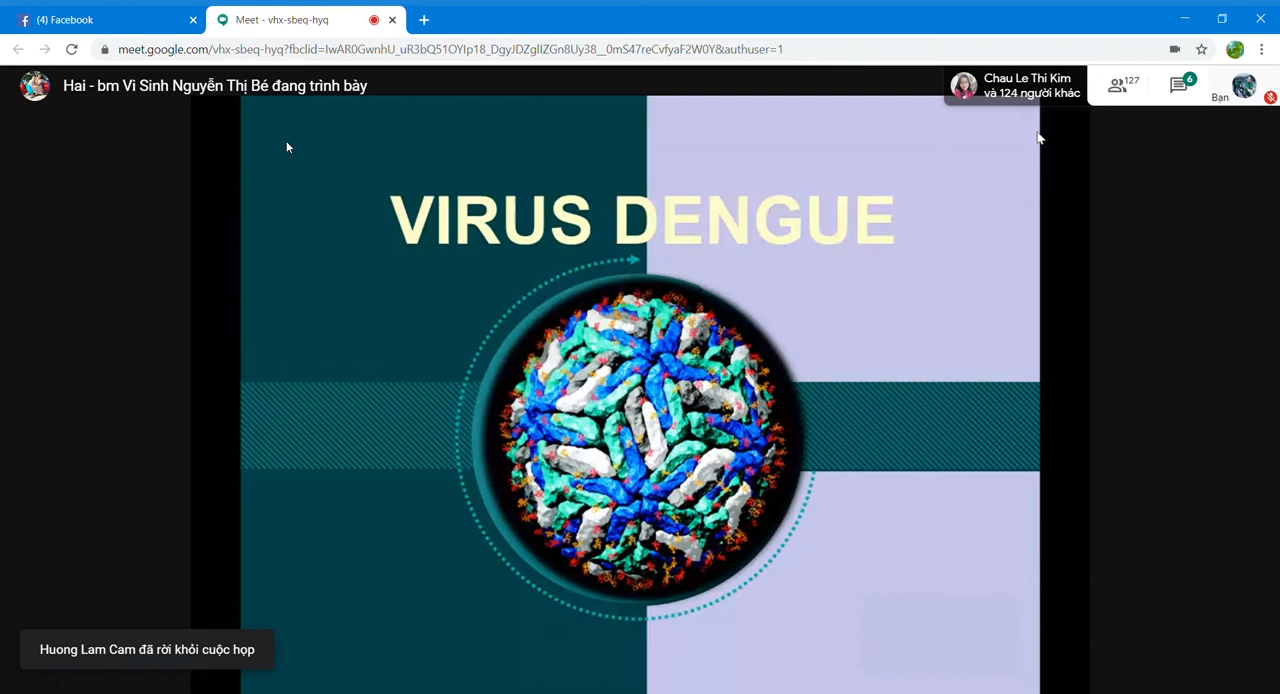 (4) Facebook
Meet - vhx-sbeq-hyq
meet.google.com/vhx-sbeq-hyq?fbclid=IwAR0GwnhU_uR3bQ51OYIp18_DgyJDZglIZGn8Uy38__0mS47reCvfyaF2W0Y&authuser=1
Hai - bm Vi Sinh Nguyễn Thị Bé đang trình bày
Chau Le Thi Kim
và 124 người khác
127
6
Bạn
VIRUS DENGUE
Huong Lam Cam đã rời khỏi cuộc họp